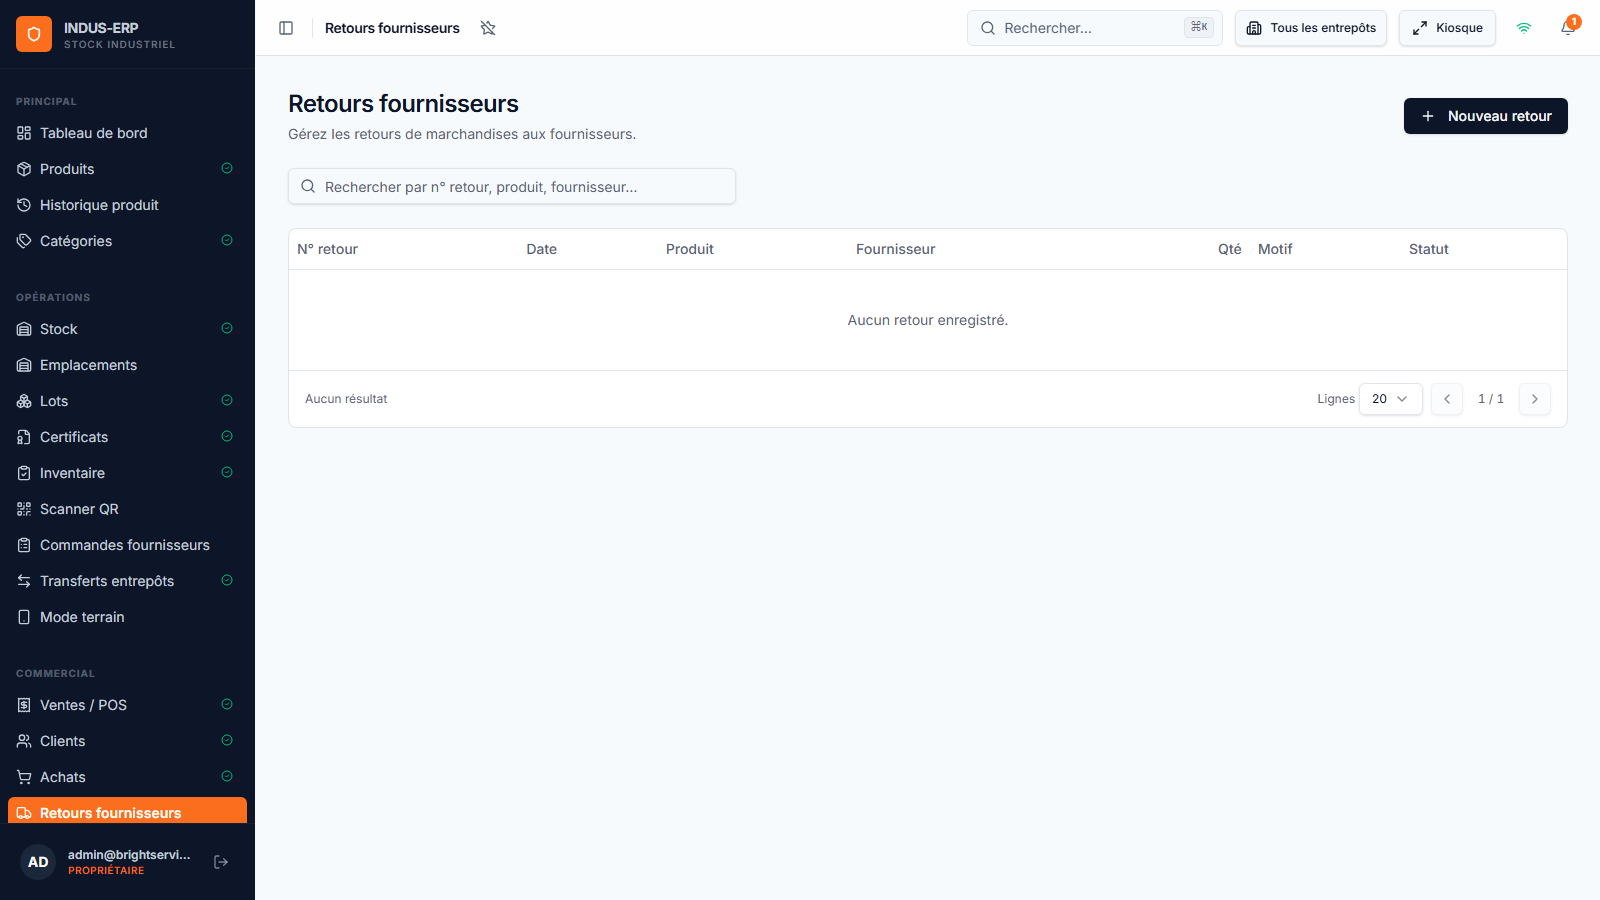 INDUS-ERP
STOCK INDUSTRIEL
PRINCIPAL
Tableau de bord
Produits
Historique produit
Catégories
OPÉRATIONS
Stock
Emplacements
Lots
Certificats
Inventaire
Scanner QR
Commandes fournisseurs
Transferts entrepôts
Mode terrain
COMMERCIAL
Ventes / POS
Clients
Achats
Retours fournisseurs
AD
admin@brightservi...
PROPRIÉTAIRE
Retours fournisseurs
Rechercher... ⌘K
Tous les entrepôts
Kiosque
1
Retours fournisseurs
Gérez les retours de marchandises aux fournisseurs.
Nouveau retour
Rechercher par n° retour, produit, fournisseur...
N° retour Date Produit Fournisseur Qté Motif Statut
Aucun retour enregistré.
Aucun résultat
Lignes 20 1 / 1